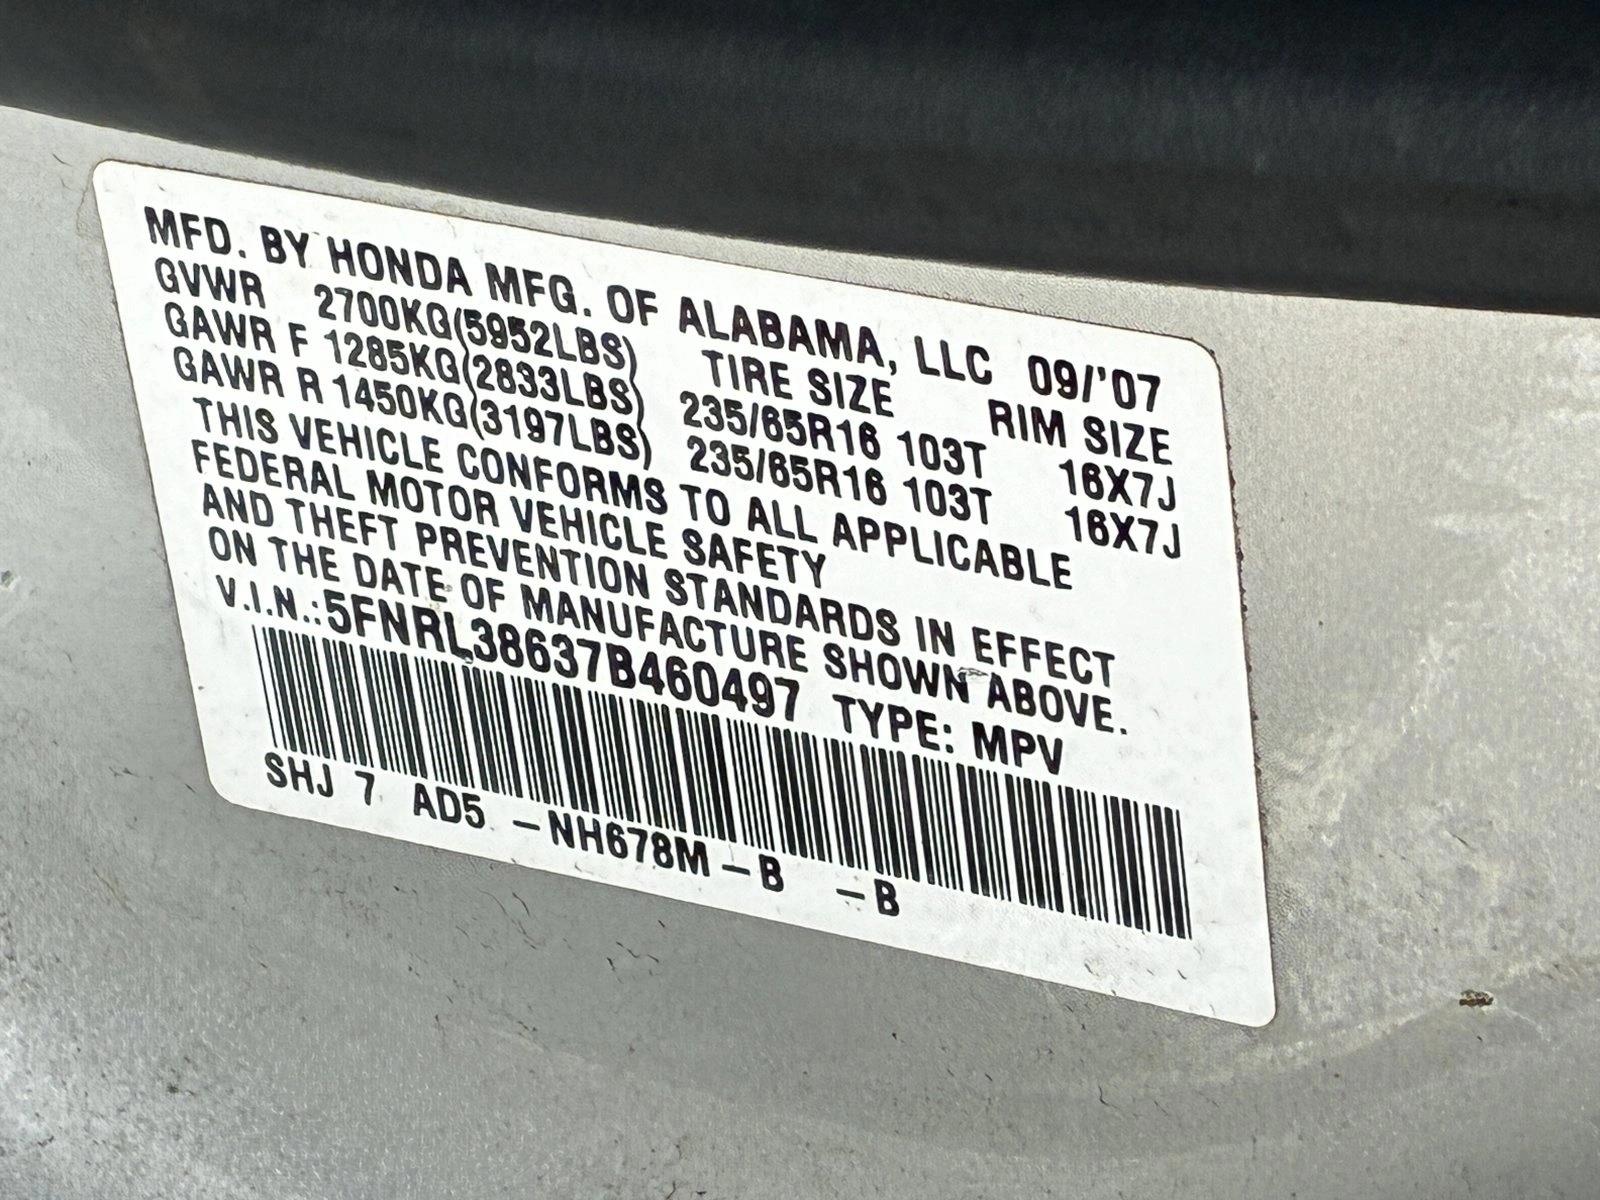 MFD. BY HONDA MFG. OF ALABAMA, LLC 09/'07
GVWR 2700KG(5952LBS) TIRE SIZE RIM SIZE
GAWR F 1285KG(2833LBS) 235/65R16 103T 16X7J
GAWR R 1450KG(3197LBS) 235/65R16 103T 16X7J
THIS VEHICLE CONFORMS TO ALL APPLICABLE
FEDERAL MOTOR VEHICLE SAFETY
AND THEFT PREVENTION STANDARDS IN EFFECT
ON THE DATE OF MANUFACTURE SHOWN ABOVE.
V.I.N.:5FNRL38637B460497 TYPE: MPV
SHJ 7 AD5 -NH678M-B -B